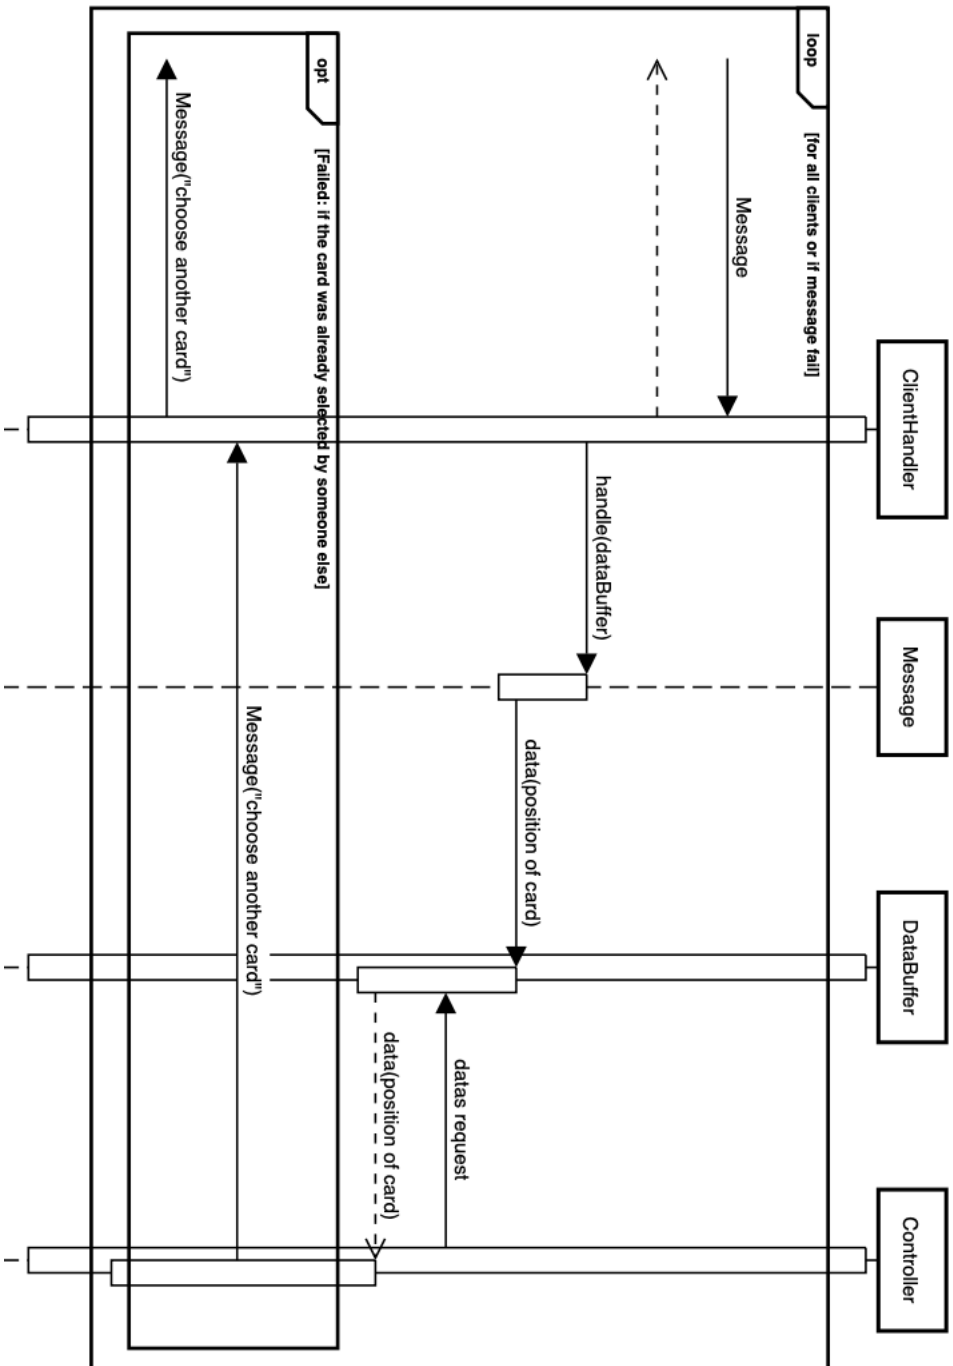 ClientHandler
Message
DataBuffer
Controller
loop
[for all clients or if message fail]
Message
handle(dataBuffer)
data(position of card)
datas request
data(position of card)
opt
[Failed: if the card was already selected by someone else]
Message("choose another card")
Message("choose another card")